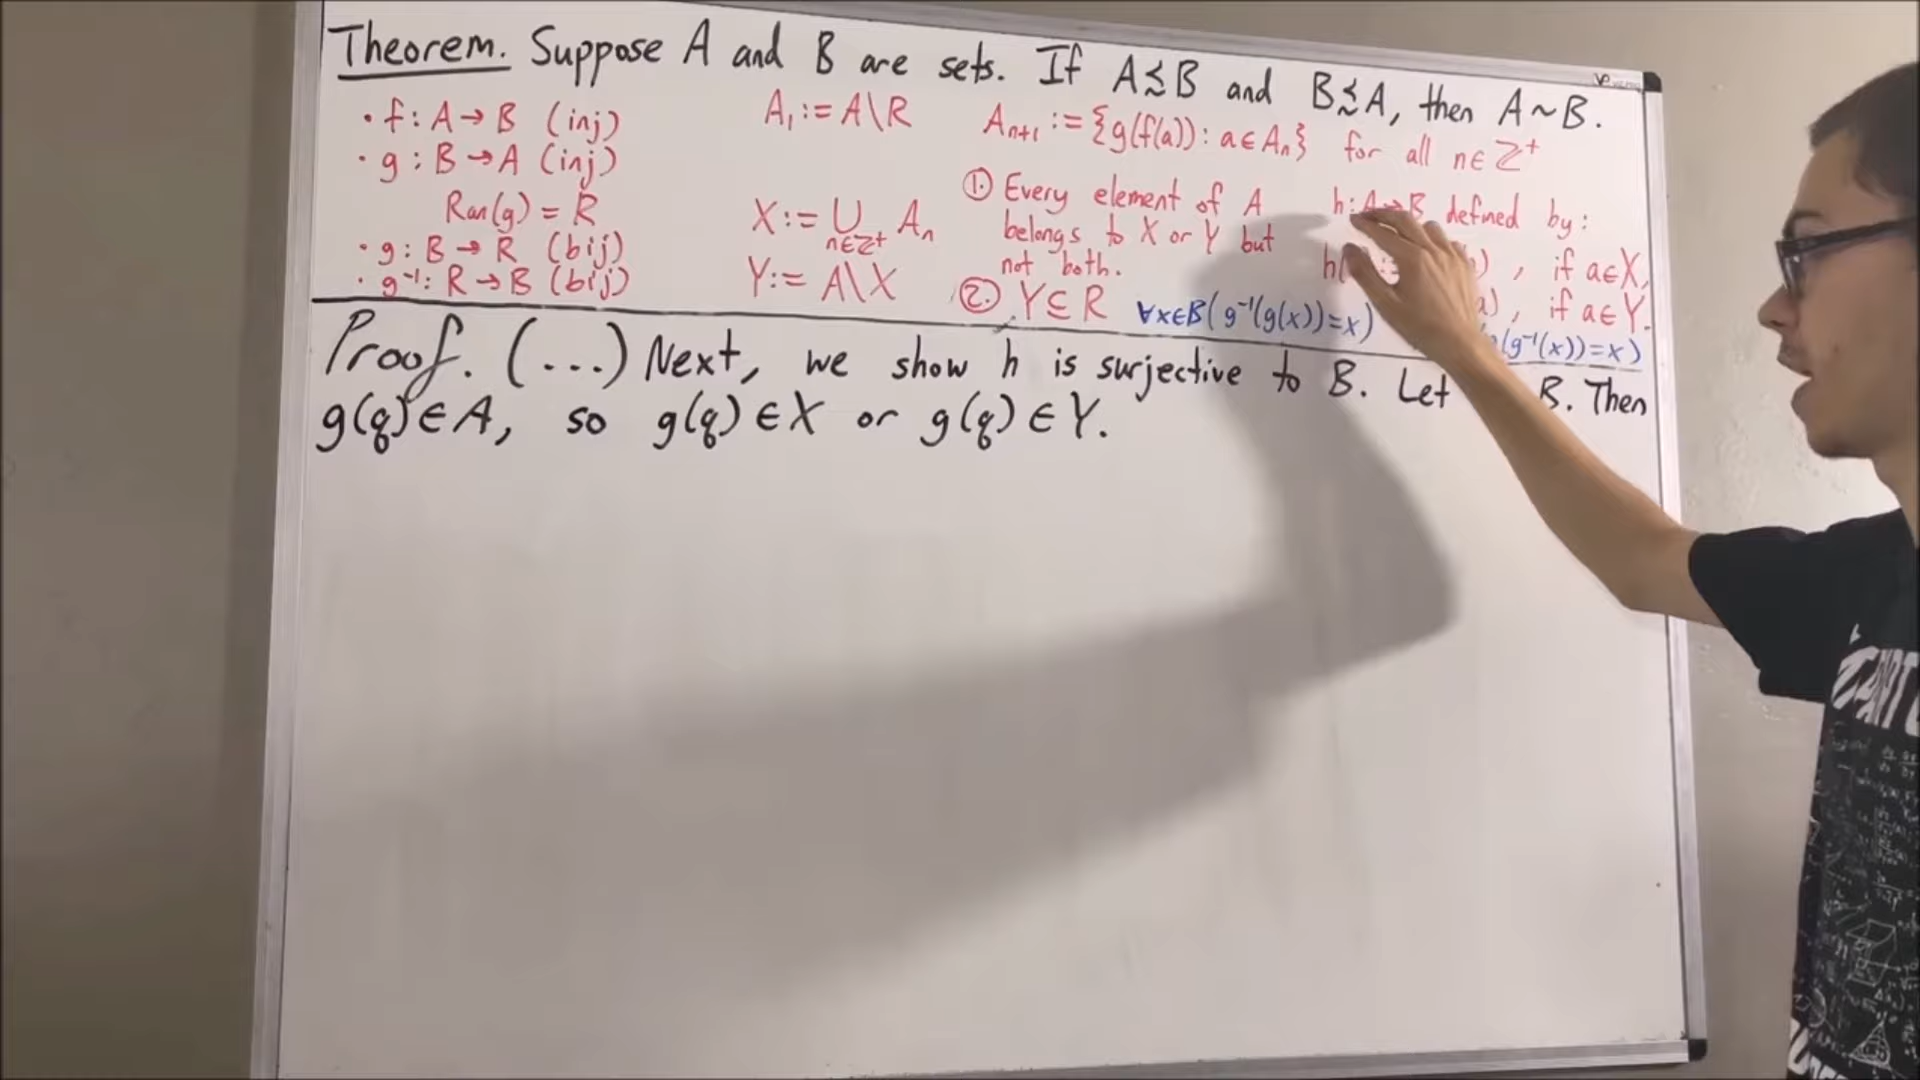 Theorem. Suppose A and B are sets. If A≾B and B≾A, then A~B.
• f: A→B (inj)
• g: B→A (inj)
Ran(g) = R
• g: B→R (bij)
• g⁻¹: R→B (bij)
A₁ := A\R
X := ∪ Aₙ
n∈ℤ⁺
Y := A\X
Aₙ₊₁ := {g(f(a)) : a∈Aₙ} for all n∈ℤ⁺
① Every element of A
belongs to X or Y but
not both.
② Y⊆R
h: A→B defined by:
h( , if a∈X,
a) , if a∈Y.
∀x∈B(g⁻¹(g(x))=x)
(g⁻¹(x))=x)
Proof. (...) Next, we show h is surjective to B. Let B. Then
g(q)∈A, so g(q)∈X or g(q)∈Y.